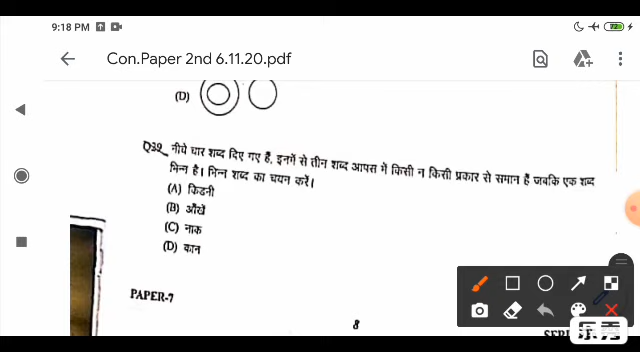 9:18 PM
72
Con.Paper 2nd 6.11.20.pdf
(D)
Q39. नीचे चार शब्द दिए गए हैं, इनमें से तीन शब्द आपस में किसी न किसी प्रकार से समान हैं जबकि एक शब्द
भिन्न है। भिन्न शब्द का चयन करें।
(A) किडनी
(B) आँखें
(C) नाक
(D) कान
PAPER-7
8